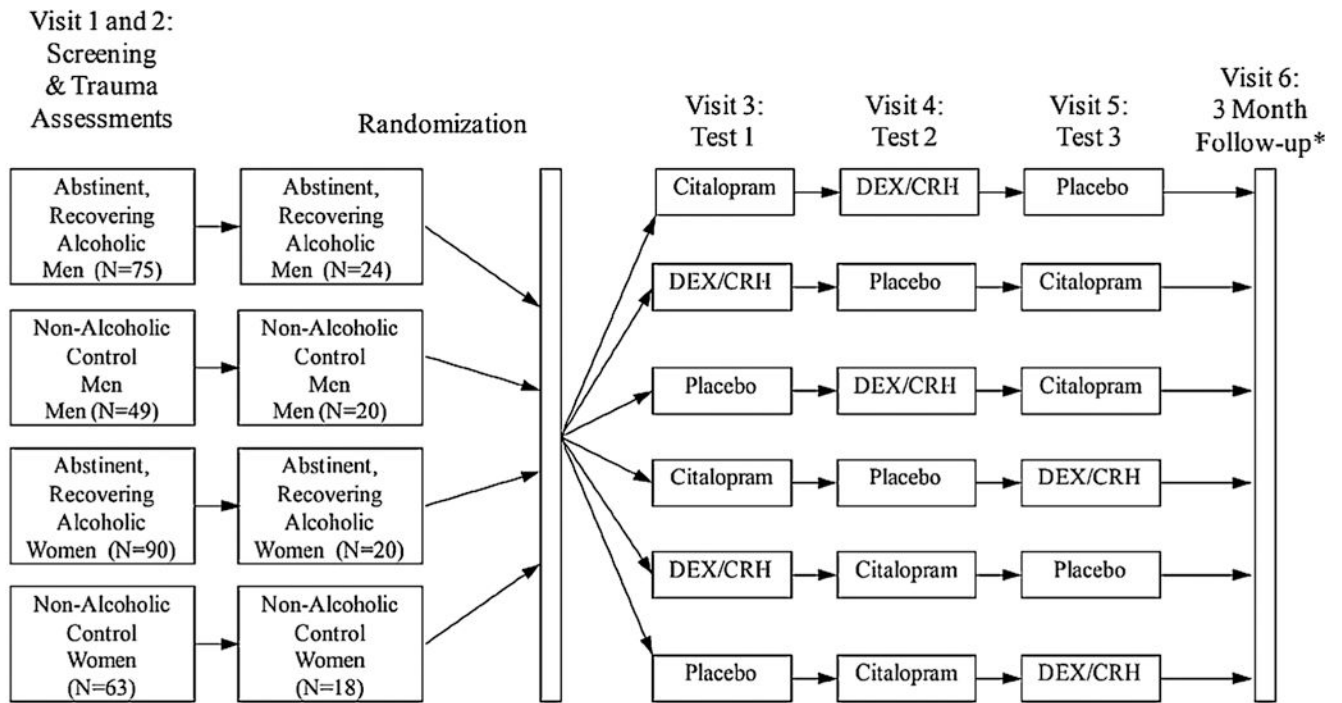 Visit 1 and 2:
Screening
& Trauma
Assessments
Randomization
Visit 3:
Test 1
Visit 4:
Test 2
Visit 5:
Test 3
Visit 6:
3 Month
Follow-up*
Abstinent,
Recovering
Alcoholic
Men (N=75)
Abstinent,
Recovering
Alcoholic
Men (N=24)
Non-Alcoholic
Control
Men
Men (N=49)
Non-Alcoholic
Control
Men
Men (N=20)
Abstinent,
Recovering
Alcoholic
Women (N=90)
Abstinent,
Recovering
Alcoholic
Women (N=20)
Non-Alcoholic
Control
Women
(N=63)
Non-Alcoholic
Control
Women
(N=18)
Citalopram
DEX/CRH
Placebo
DEX/CRH
Placebo
Citalopram
Placebo
DEX/CRH
Citalopram
Citalopram
Placebo
DEX/CRH
DEX/CRH
Citalopram
Placebo
Placebo
Citalopram
DEX/CRH